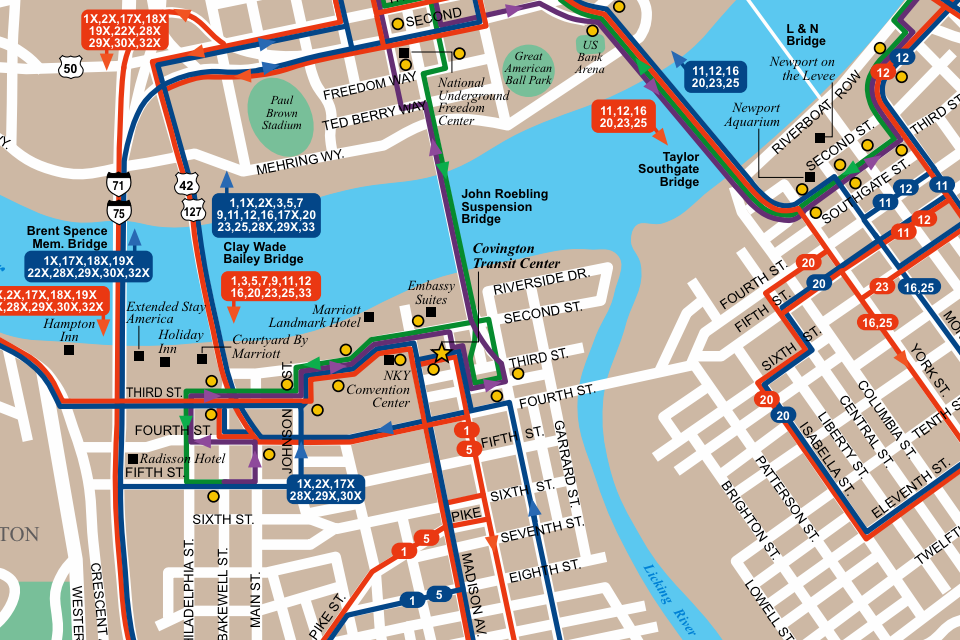 1X,2X,17X,18X
19X,22X,28X
29X,30X,32X
SECOND
50
FREEDOM WAY
TED BERRY WAY
National
Underground
Freedom
Center
Great
American
Ball Park
US
Bank
Arena
11,12,16
20,23,25
11,12,16
20,23,25
L & N
Bridge
Newport on
the Levee
12
12
Newport
Aquarium
RIVERBOAT ROW
SECOND ST.
THIRD ST.
SOUTHGATE ST.
Paul
Brown
Stadium
MEHRING WY.
WY.
Taylor
Southgate
Bridge
71
75
42
127
1,1X,2X,3,5,7
9,11,12,16,17X,20
23,25,28X,29X,33
John Roebling
Suspension
Bridge
12
11
11
12
11
Brent Spence
Mem. Bridge
1X,17X,18X,19X
22X,28X,29X,30X,32X
Clay Wade
Bailey Bridge
1,3,5,7,9,11,12
16,20,23,25,33
Covington
Transit Center
20
20
23
16,25
16,25
2X,17X,18X,19X
28X,29X,30X,32X
Hampton
Inn
Extended Stay
America
Holiday
Inn
Courtyard By
Marriott
Marriott
Landmark Hotel
Embassy
Suites
RIVERSIDE DR.
SECOND ST.
THIRD ST.
FOURTH ST.
FOURTH ST.
FIFTH ST.
SIXTH ST.
YORK ST.
THIRD ST.
ST.
JOHNSON
NKY
Convention
Center
FOURTH ST.
Radisson Hotel
FIFTH ST.
SIXTH ST.
1X,2X,17X
28X,29X,30X
1
5
FIFTH ST.
GARRARD ST.
SIXTH ST.
SEVENTH ST.
EIGHTH ST.
PIKE
1
5
1
5
PIKE ST.
MADISON AV.
20
20
COLUMBIA ST.
CENTRAL ST.
LIBERTY ST.
ISABELLA ST.
PATTERSON ST.
BRIGHTON ST.
LOWELL ST.
TENTH ST.
ELEVENTH ST.
TWELFTH
TON
CRESCENT
WESTER
ILADELPHIA ST.
BAKEWELL ST.
MAIN ST.
Licking River